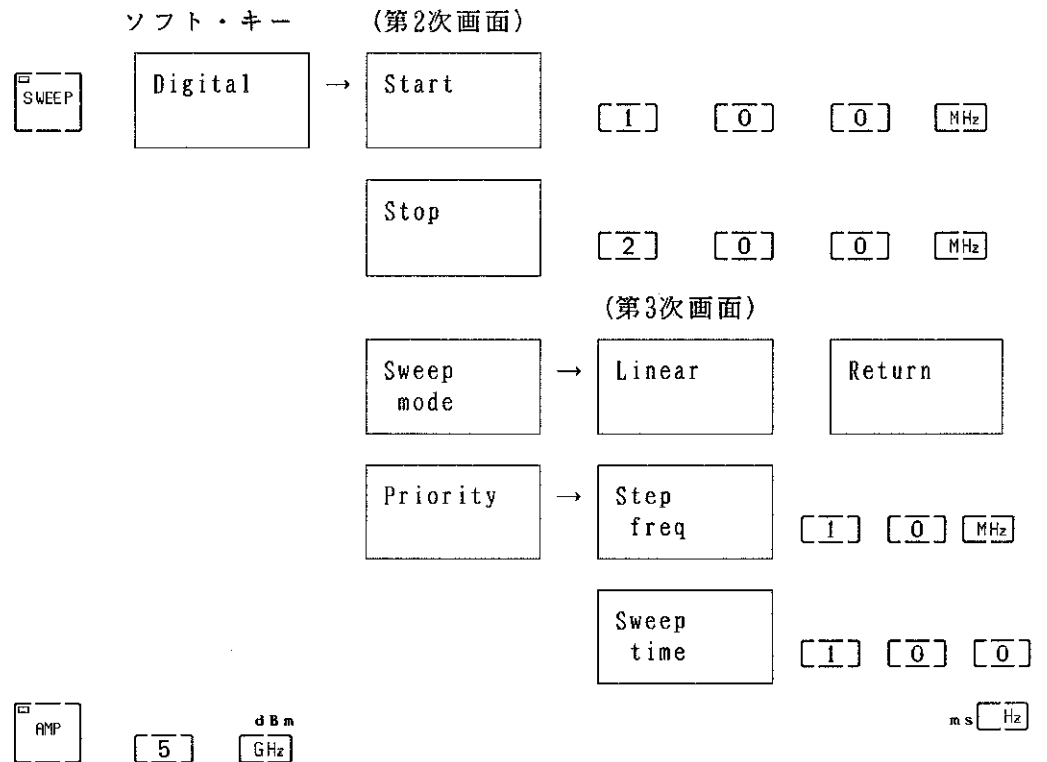 ソフト・キー (第2次画面)
SWEEP Digital → Start 1 0 0 MHz
Stop 2 0 0 MHz
(第3次画面)
Sweep mode → Linear Return
Priority → Step freq 1 0 MHz
Sweep time 1 0 0
ms Hz
AMP 5 dBm GHz